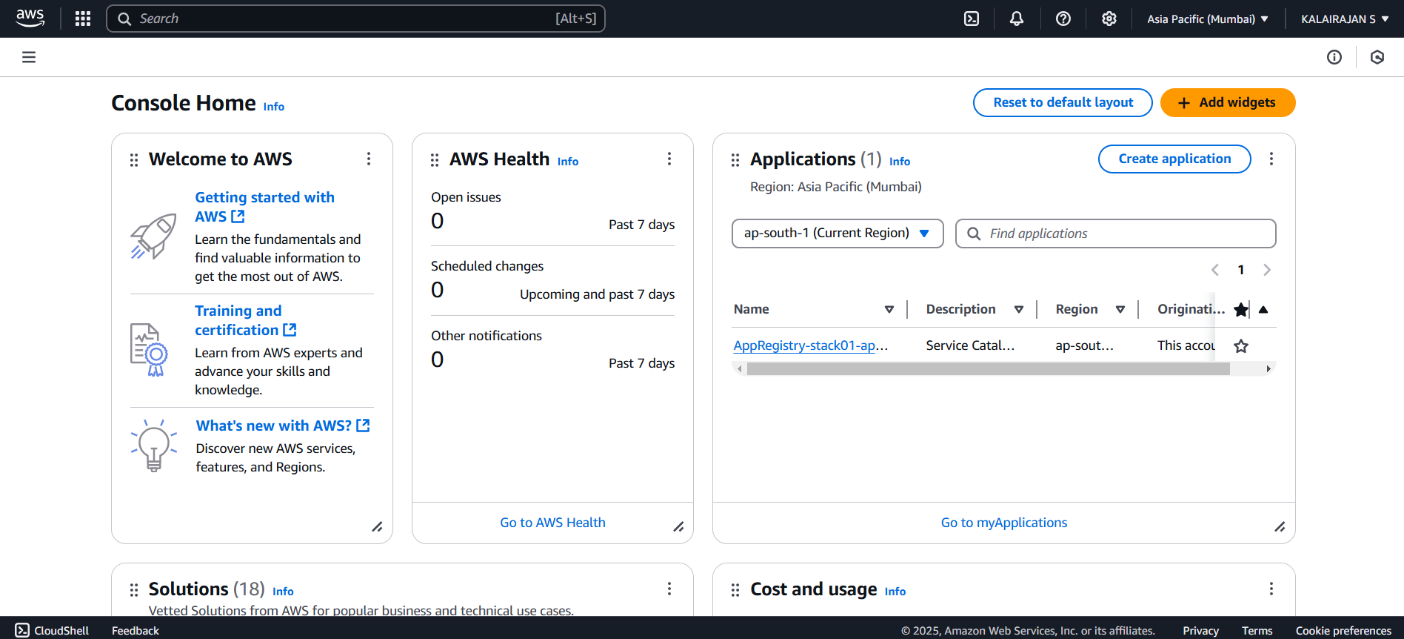 aws
Search [Alt+S]
Asia Pacific (Mumbai)
KALAIRAJAN S
Console Home Info
Reset to default layout
Add widgets
Welcome to AWS
Getting started with
AWS
Learn the fundamentals and
find valuable information to
get the most out of AWS.
Training and
certification
Learn from AWS experts and
advance your skills and
knowledge.
What's new with AWS?
Discover new AWS services,
features, and Regions.
AWS Health Info
Open issues
0
Past 7 days
Scheduled changes
0
Upcoming and past 7 days
Other notifications
0
Past 7 days
Go to AWS Health
Applications (1) Info
Create application
Region: Asia Pacific (Mumbai)
ap-south-1 (Current Region)
Find applications
1
Name Description Region Originati...
AppRegistry-stack01-ap... Service Catal... ap-sout... This accou
Go to myApplications
Solutions (18) Info
Vetted Solutions from AWS for popular business and technical use cases.
Cost and usage Info
CloudShell Feedback © 2025, Amazon Web Services, Inc. or its affiliates. Privacy Terms Cookie preferences